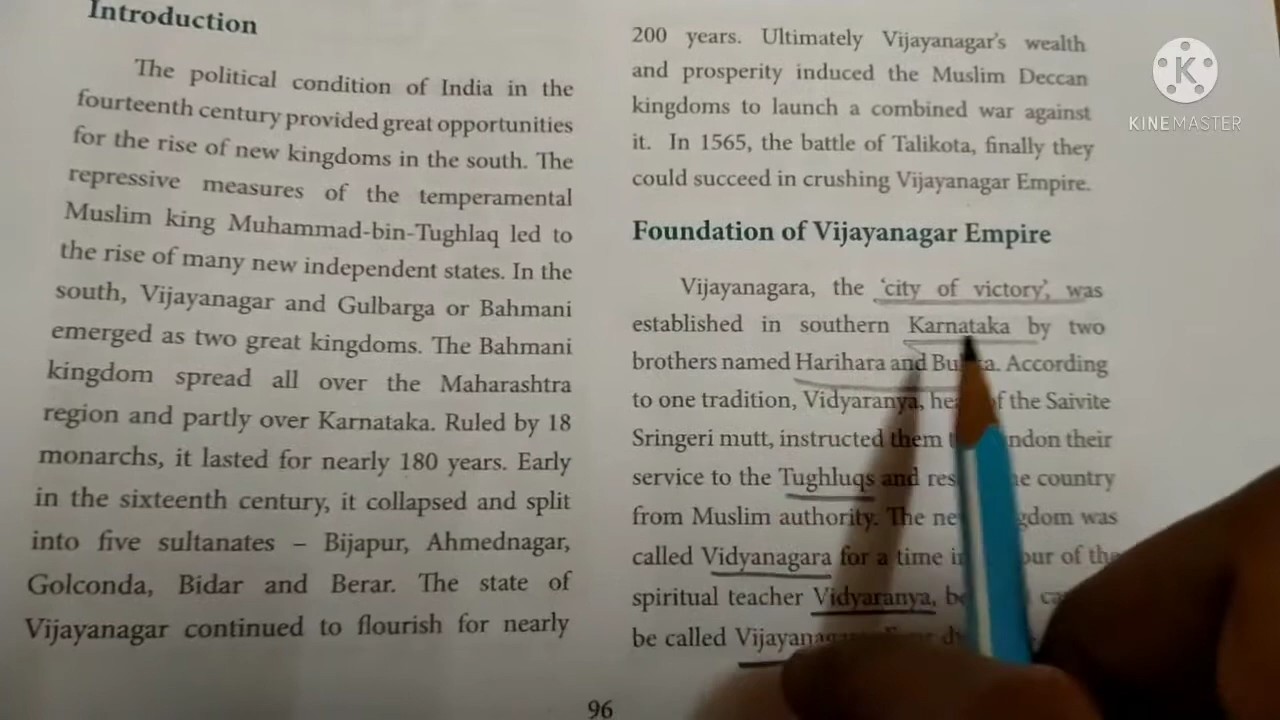 Introduction
The political condition of India in the
fourteenth century provided great opportunities
for the rise of new kingdoms in the south. The
repressive measures of the temperamental
Muslim king Muhammad-bin-Tughlaq led to
the rise of many new independent states. In the
south, Vijayanagar and Gulbarga or Bahmani
emerged as two great kingdoms. The Bahmani
kingdom spread all over the Maharashtra
region and partly over Karnataka. Ruled by 18
monarchs, it lasted for nearly 180 years. Early
in the sixteenth century, it collapsed and split
into five sultanates – Bijapur, Ahmednagar,
Golconda, Bidar and Berar. The state of
Vijayanagar continued to flourish for nearly
200 years. Ultimately Vijayanagar's wealth
and prosperity induced the Muslim Deccan
kingdoms to launch a combined war against
it. In 1565, the battle of Talikota, finally they
could succeed in crushing Vijayanagar Empire.
Foundation of Vijayanagar Empire
Vijayanagara, the 'city of victory', was
established in southern Karnataka by two
brothers named Harihara and . According
to one tradition, Vidyaranya, of the Saivite
Sringeri mutt, instructed them their
service to the Tughluqs and country
from Muslim authority. The was
called Vidyanagara for a time of the
spiritual teacher Vidyaranya,
be called
96
KINEMASTER